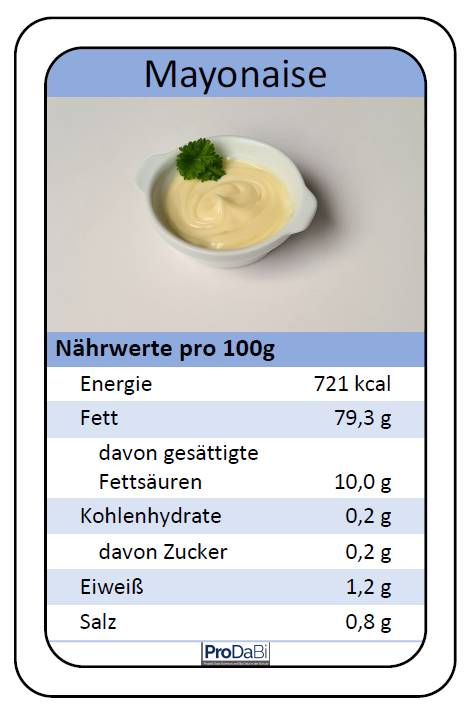 Mayonaise
Nährwerte pro 100g
Energie 721 kcal
Fett 79,3 g
davon gesättigte
Fettsäuren 10,0 g
Kohlenhydrate 0,2 g
davon Zucker 0,2 g
Eiweiß 1,2 g
Salz 0,8 g
ProDaBi